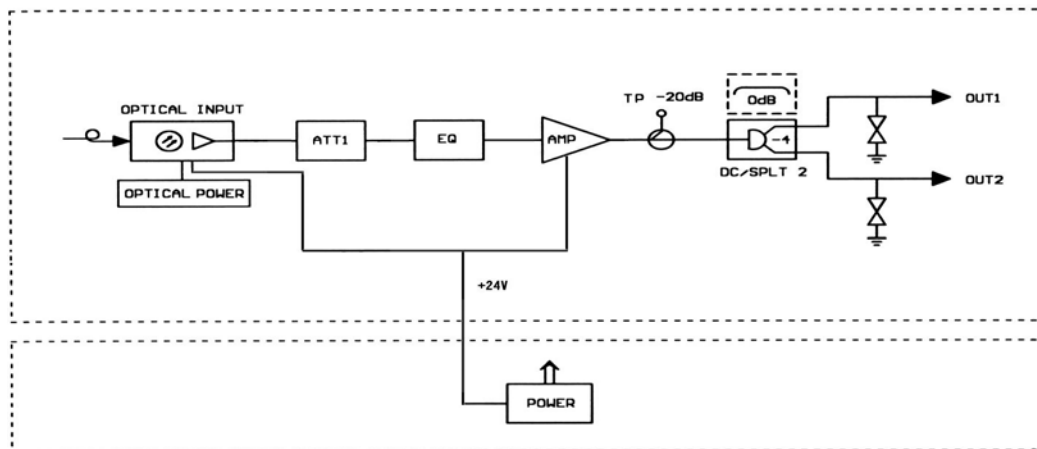 OPTICAL INPUT
ATT1
EQ
AMP
TP -20dB
0dB
-4
DC/SPLT 2
OUT1
OUT2
OPTICAL POWER
+24V
POWER